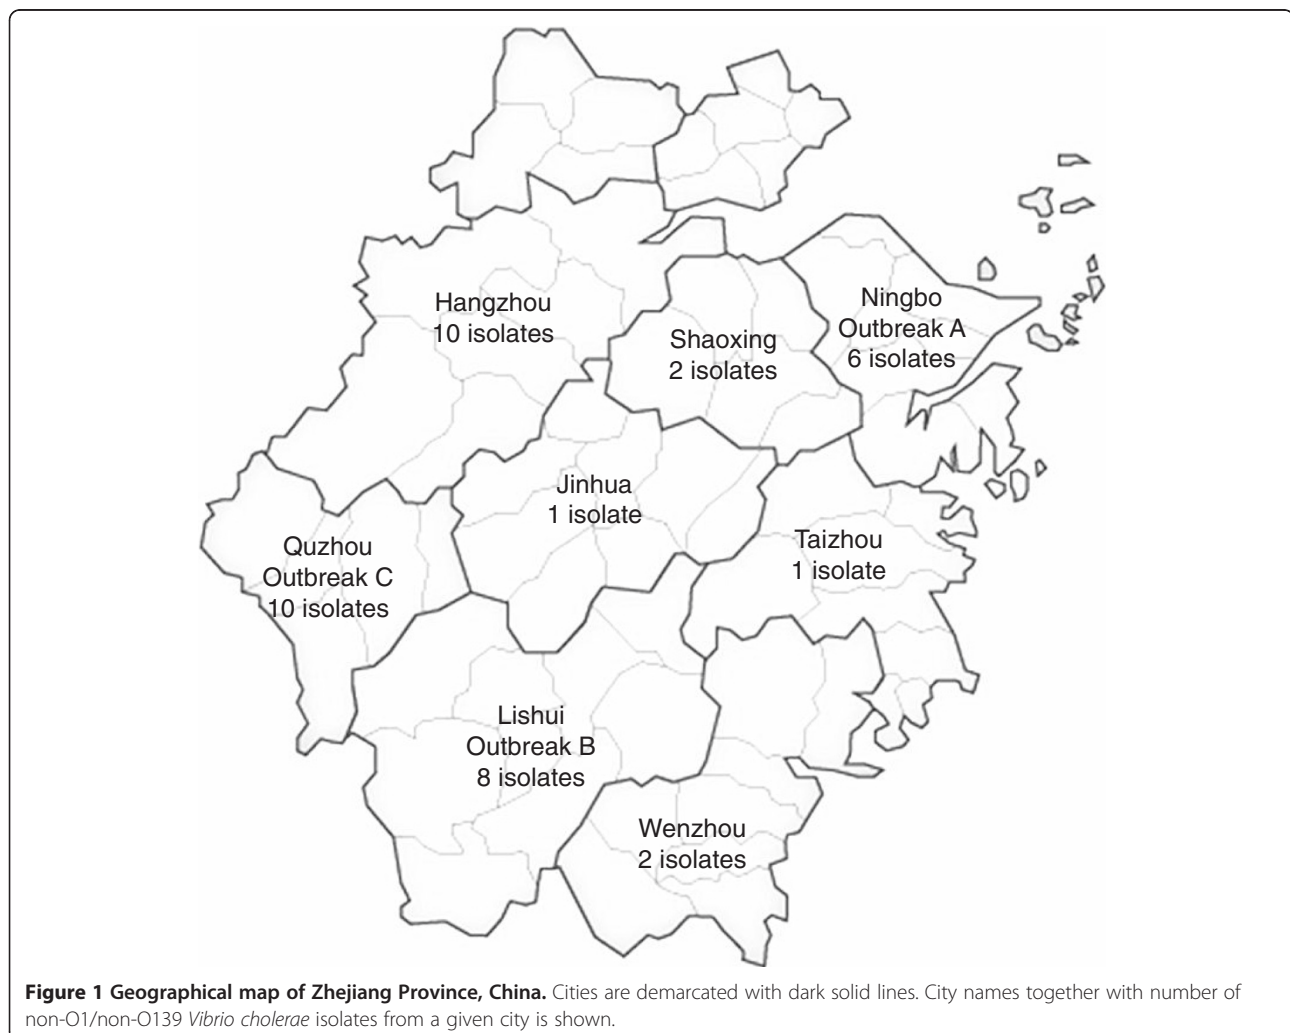 Hangzhou
10 isolates
Ningbo
Outbreak A
6 isolates
Shaoxing
2 isolates
Jinhua
1 isolate
Quzhou
Outbreak C
10 isolates
Taizhou
1 isolate
Lishui
Outbreak B
8 isolates
Wenzhou
2 isolates
Figure 1 Geographical map of Zhejiang Province, China. Cities are demarcated with dark solid lines. City names together with number of
non-O1/non-O139 Vibrio cholerae isolates from a given city is shown.